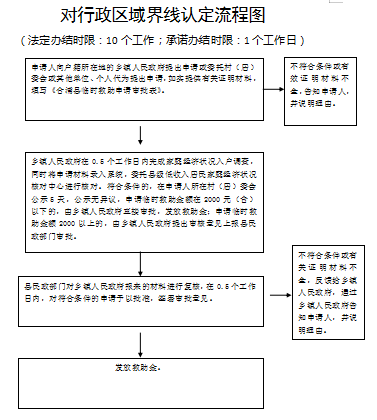 对行政区域界线认定流程图
（法定办结时限：10个工作；承诺办结时限：1个工作日）
申请人向户籍所在地的乡镇人民政府提出申请或委托村（居）
委会或其他单位、个人代为提出申请，如实提供有关证明材料，
填写《合浦县临时救助申请审批表》。
不符合条件或有
效证明材料不
全，告知申请人，
并说明理由。
乡镇人民政府在0.5个工作日内完成家庭经济状况入户调查，
同时将申请材料录入系统，委托县级低收入居民家庭经济状况
核对中心进行核对。符合条件的，在申请人所在村（居）委会
公示5天，公示无异议，申请临时救助金额在2000元（含）
以下的，由乡镇人民政府直接审批，发放救助金；申请临时救
助金额2000以上的，由乡镇人民政府提出审核意见上报县民
政部门审批。
县民政部门对乡镇人民政府报来的材料进行复核，在0.5个工作
日内，对符合条件的申请予以批准，签署审批意见。
不符合条件或有
关证明材料不
全，反馈给乡镇
人民政府，通过
乡镇人民政府告
知申请人，并说
明理由。
发放救助金。